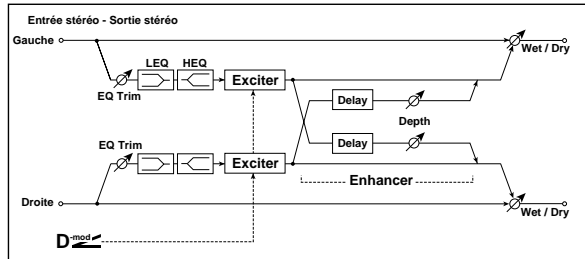 Entrée stéréo - Sortie stéréo
Gauche
Wet / Dry
LEQ HEQ
EQ Trim
Exciter
Delay
Depth
EQ Trim
Delay
Exciter
Enhancer
Droite
Wet / Dry
D-mod